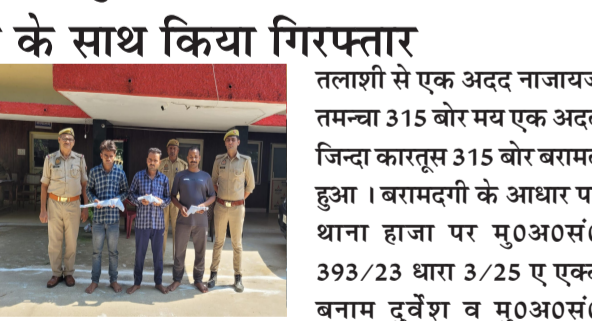 के साथ किया गिरफ्तार
तलाशी से एक अदद नाजायज
तमन्चा 315 बोर मय एक अदद
जिन्दा कारतूस 315 बोर बरामद
हुआ । बरामदगी के आधार प
थाना हाजा पर मु0अ0सं0
393/23 धारा 3/25 ए एक्ट
बनाम दुर्वेश व मु0अ0सं0